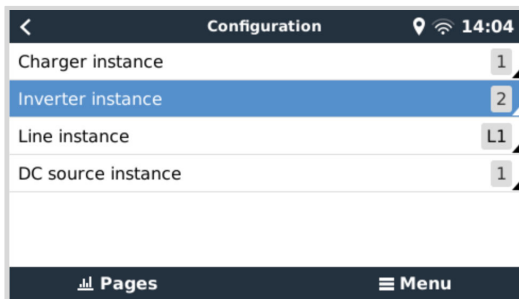 Configuration 14:04
Charger instance 1
Inverter instance 2
Line instance L1
DC source instance 1
Pages Menu